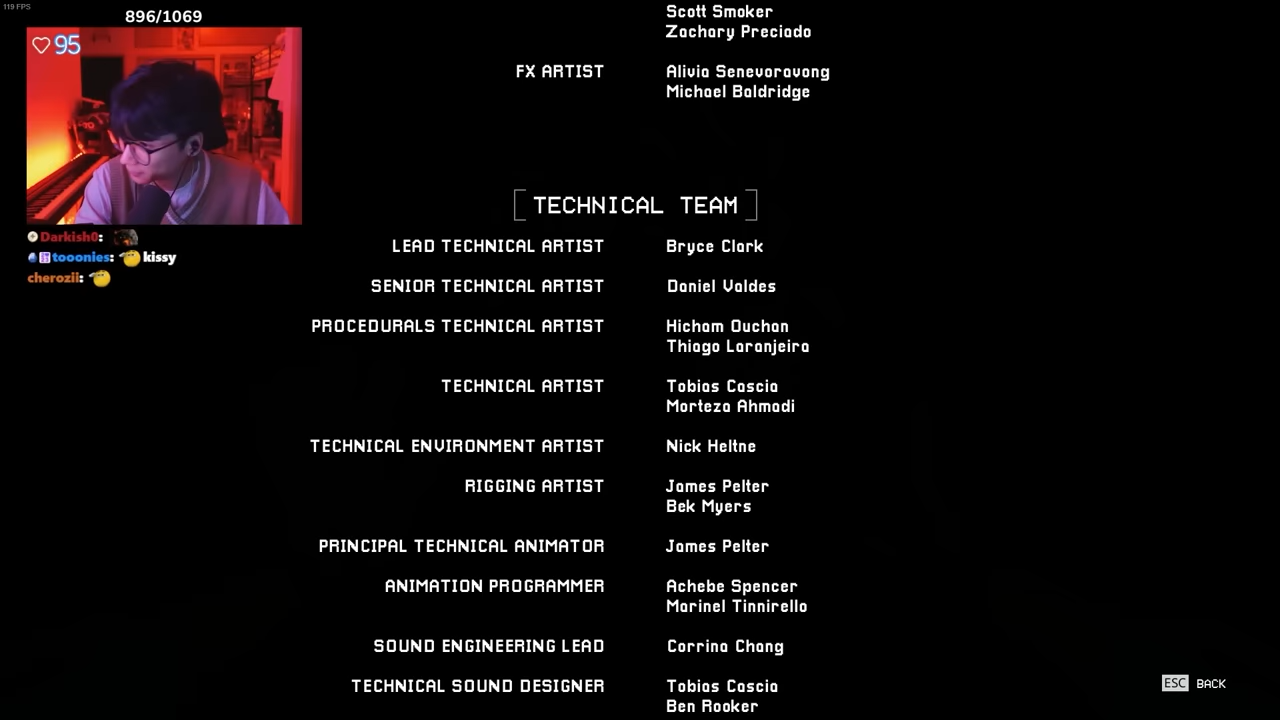 119 FPS
896/1069
95
Darkish0:
tooonies: kissy
cherozii:
Scott Smoker
Zachary Preciado
FX ARTIST Alivia Senevoravong
Michael Baldridge
TECHNICAL TEAM
LEAD TECHNICAL ARTIST Bryce Clark
SENIOR TECHNICAL ARTIST Daniel Valdes
PROCEDURALS TECHNICAL ARTIST Hicham Ouchan
Thiago Laranjeira
TECHNICAL ARTIST Tobias Cascia
Morteza Ahmadi
TECHNICAL ENVIRONMENT ARTIST Nick Heltne
RIGGING ARTIST James Pelter
Bek Myers
PRINCIPAL TECHNICAL ANIMATOR James Pelter
ANIMATION PROGRAMMER Achebe Spencer
Marinel Tinnirello
SOUND ENGINEERING LEAD Corrina Chang
TECHNICAL SOUND DESIGNER Tobias Cascia
Ben Rooker
ESC BACK